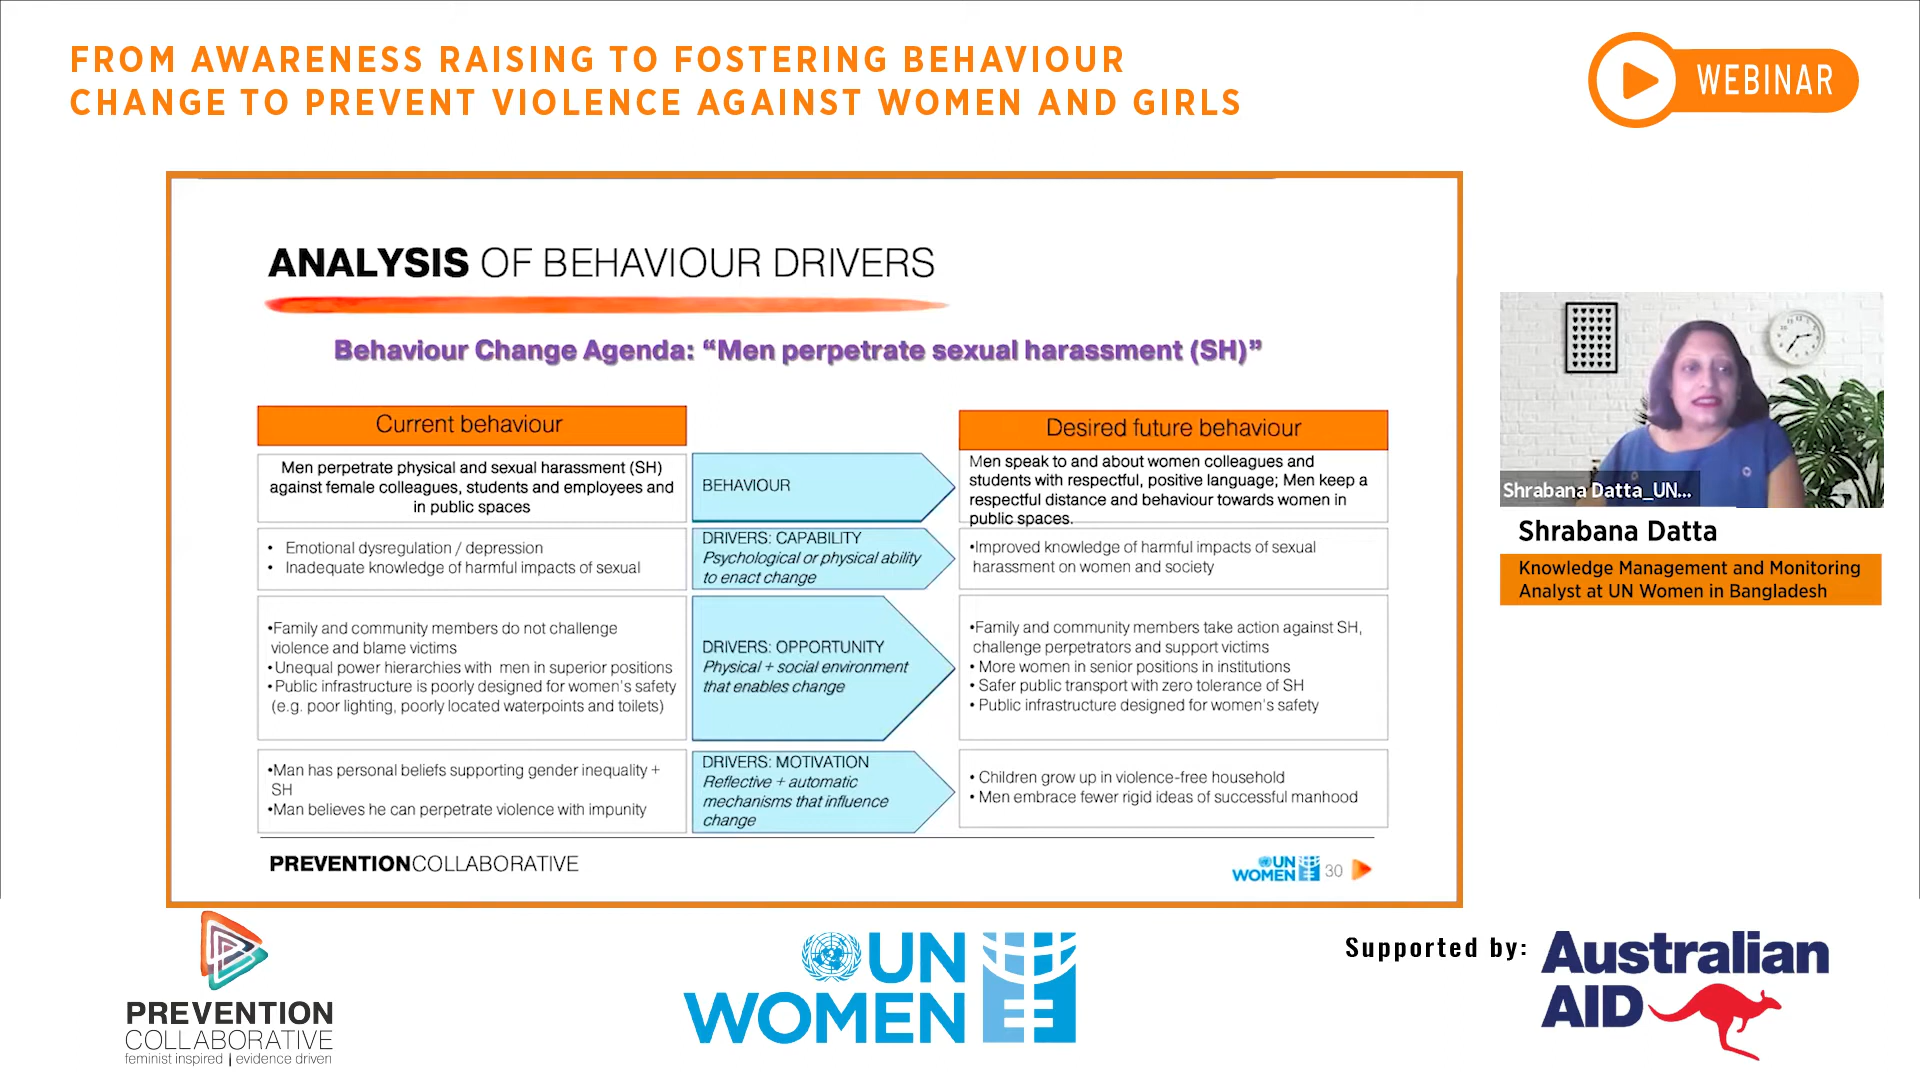 FROM AWARENESS RAISING TO FOSTERING BEHAVIOUR
CHANGE TO PREVENT VIOLENCE AGAINST WOMEN AND GIRLS
WEBINAR
ANALYSIS OF BEHAVIOUR DRIVERS
Behaviour Change Agenda: “Men perpetrate sexual harassment (SH)”
Current behaviour
Desired future behaviour
Men perpetrate physical and sexual harassment (SH)
against female colleagues, students and employees and
in public spaces
BEHAVIOUR
Men speak to and about women colleagues and
students with respectful, positive language; Men keep a
respectful distance and behaviour towards women in
public spaces.
• Emotional dysregulation / depression
• Inadequate knowledge of harmful impacts of sexual
DRIVERS: CAPABILITY
Psychological or physical ability
to enact change
•Improved knowledge of harmful impacts of sexual
harassment on women and society
•Family and community members do not challenge
violence and blame victims
•Unequal power hierarchies with men in superior positions
•Public infrastructure is poorly designed for women's safety
(e.g. poor lighting, poorly located waterpoints and toilets)
DRIVERS: OPPORTUNITY
Physical + social environment
that enables change
•Family and community members take action against SH,
challenge perpetrators and support victims
• More women in senior positions in institutions
• Safer public transport with zero tolerance of SH
• Public infrastructure designed for women's safety
•Man has personal beliefs supporting gender inequality +
SH
•Man believes he can perpetrate violence with impunity
DRIVERS: MOTIVATION
Reflective + automatic
mechanisms that influence
change
• Children grow up in violence-free household
• Men embrace fewer rigid ideas of successful manhood
PREVENTIONCOLLABORATIVE
UN
WOMEN
30
Shrabana Datta_UN...
Shrabana Datta
Knowledge Management and Monitoring
Analyst at UN Women in Bangladesh
PREVENTION
COLLABORATIVE
feminist inspired | evidence driven
UN
WOMEN
Supported by:
Australian
AID